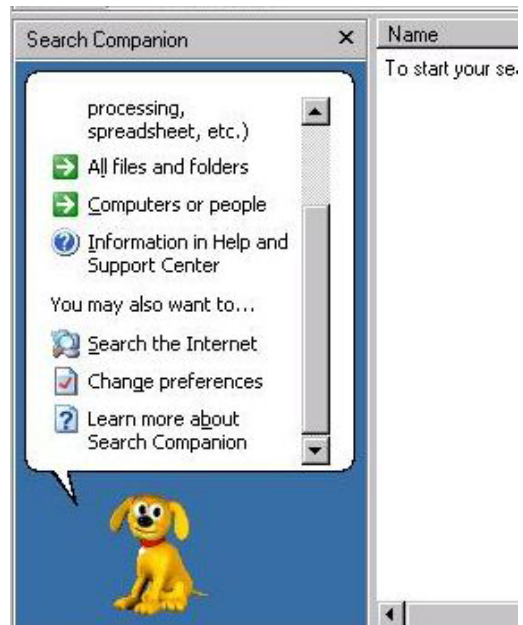 Search Companion
processing,
spreadsheet, etc.)
All files and folders
Computers or people
Information in Help and
Support Center
You may also want to...
Search the Internet
Change preferences
Learn more about
Search Companion
Name
To start your